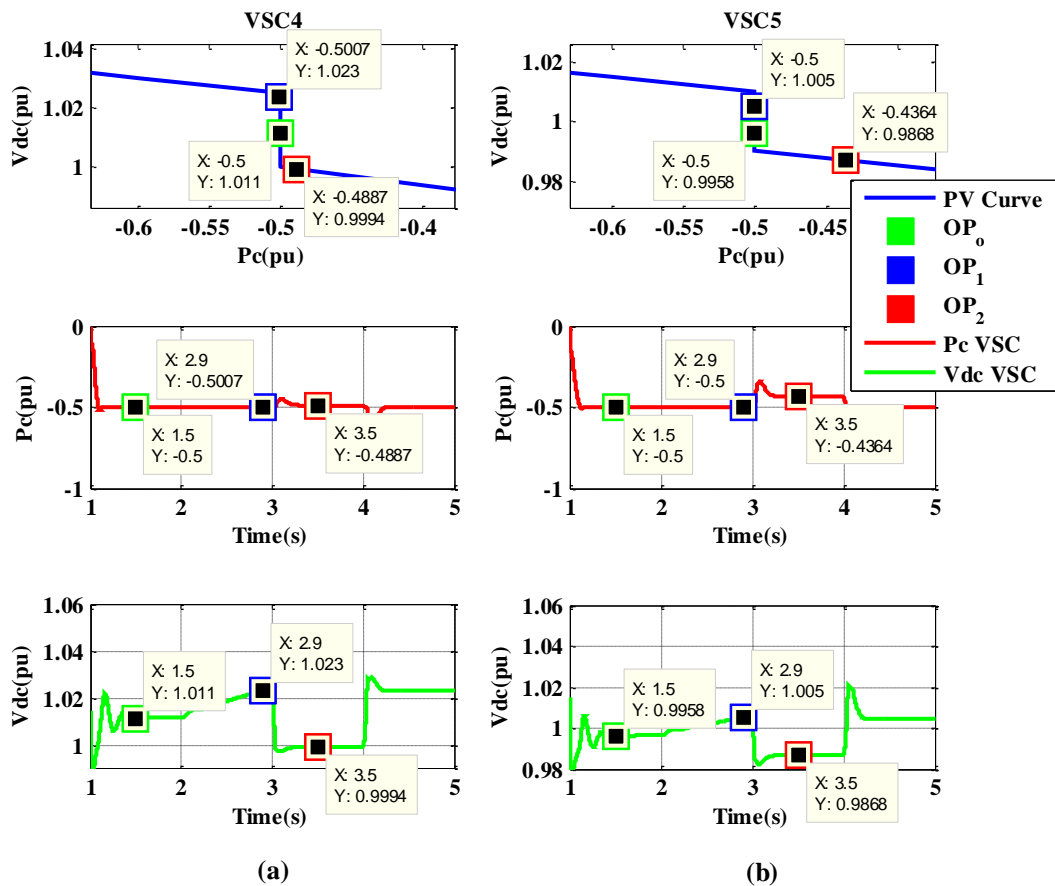 VSC4
VSC5
1.04
1.02
1
Vdc(pu)
X: -0.5007
Y: 1.023
X: -0.5
Y: 1.011
X: -0.4887
Y: 0.9994
-0.6
-0.55
-0.5
-0.4
Pc(pu)
1.02
1
0.98
Vdc(pu)
X: -0.5
Y: 1.005
X: -0.4364
Y: 0.9868
X: -0.5
Y: 0.9958
-0.6
-0.55
-0.5
-0.45
Pc(pu)
PV Curve
OPo
OP1
OP2
Pc VSC
Vdc VSC
0
-0.5
-1
Pc(pu)
X: 2.9
Y: -0.5007
X: 1.5
Y: -0.5
X: 3.5
Y: -0.4887
1
2
3
4
5
Time(s)
0
-0.5
-1
Pc(pu)
X: 2.9
Y: -0.5
X: 1.5
Y: -0.5
X: 3.5
Y: -0.4364
1
2
3
4
5
Time(s)
1.06
1.04
1.02
1
Vdc(pu)
X: 1.5
Y: 1.011
X: 2.9
Y: 1.023
X: 3.5
Y: 0.9994
1
2
3
4
5
Time(s)
1.06
1.04
1.02
1
0.98
Vdc(pu)
X: 1.5
Y: 0.9958
X: 2.9
Y: 1.005
X: 3.5
Y: 0.9868
1
2
3
4
5
Time(s)
(a)
(b)